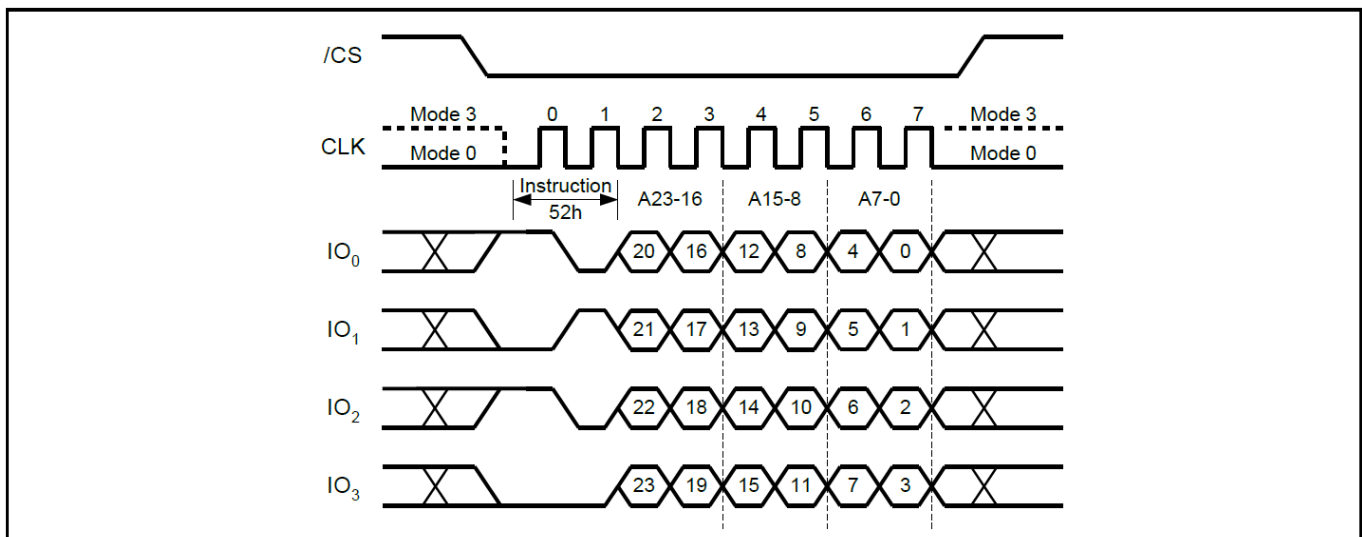 /CS
Mode 3 0 1 2 3 4 5 6 7 Mode 3
CLK
Mode 0 Mode 0
Instruction
52h A23-16 A15-8 A7-0
IO0 20 16 12 8 4 0
IO1 21 17 13 9 5 1
IO2 22 18 14 10 6 2
IO3 23 19 15 11 7 3